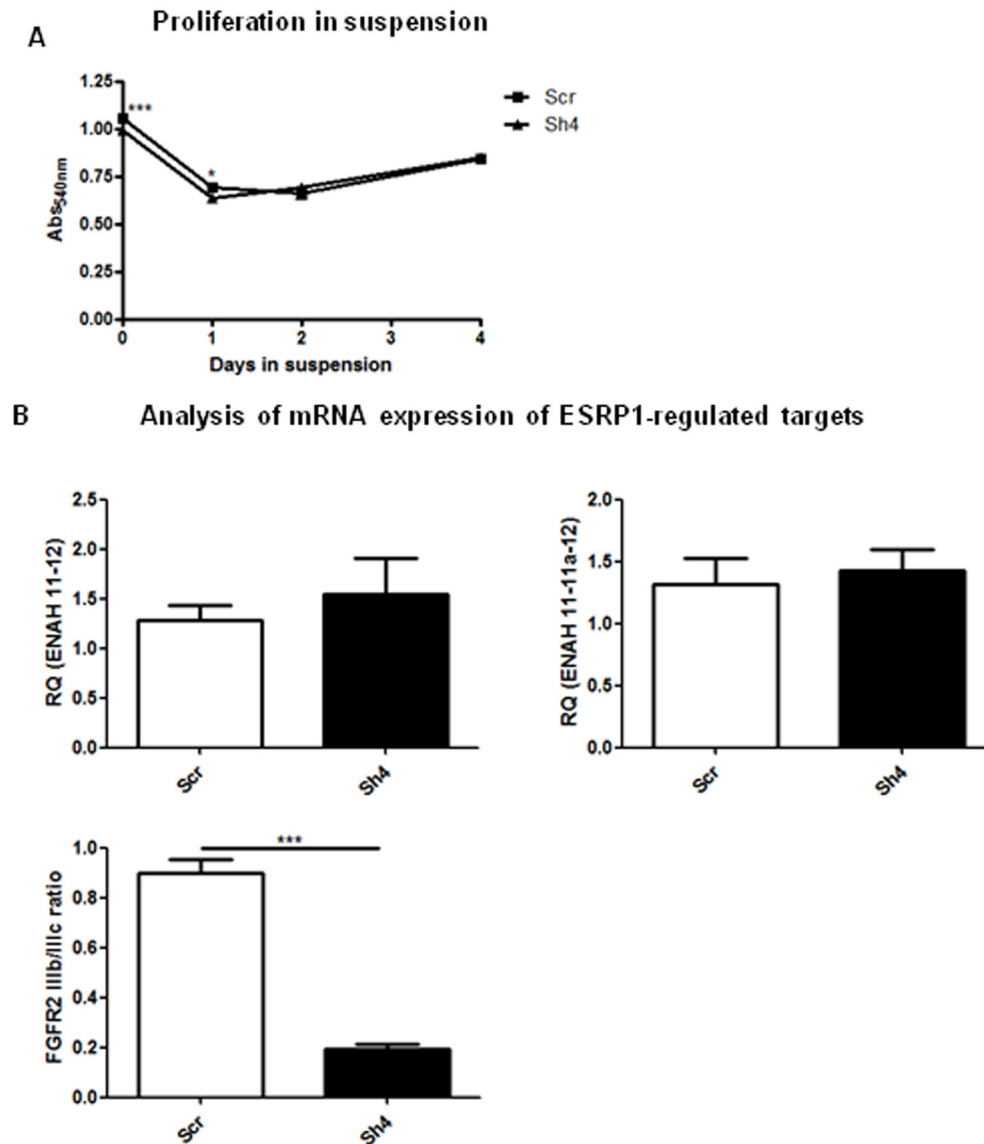 Proliferation in suspension
A
1.25
1.00
0.75
0.50
0.25
0.00
Abs540nm
***
*
Scr
Sh4
0
1
2
3
4
Days in suspension
B
Analysis of mRNA expression of ESRP1-regulated targets
RQ (ENAH 11-12)
2.5
2.0
1.5
1.0
0.5
0.0
Scr
Sh4
RQ (ENAH 11-11a-12)
2.0
1.5
1.0
0.5
0.0
Scr
Sh4
FGFR2 IIIb/IIIc ratio
1.0
0.8
0.6
0.4
0.2
0.0
***
Scr
Sh4